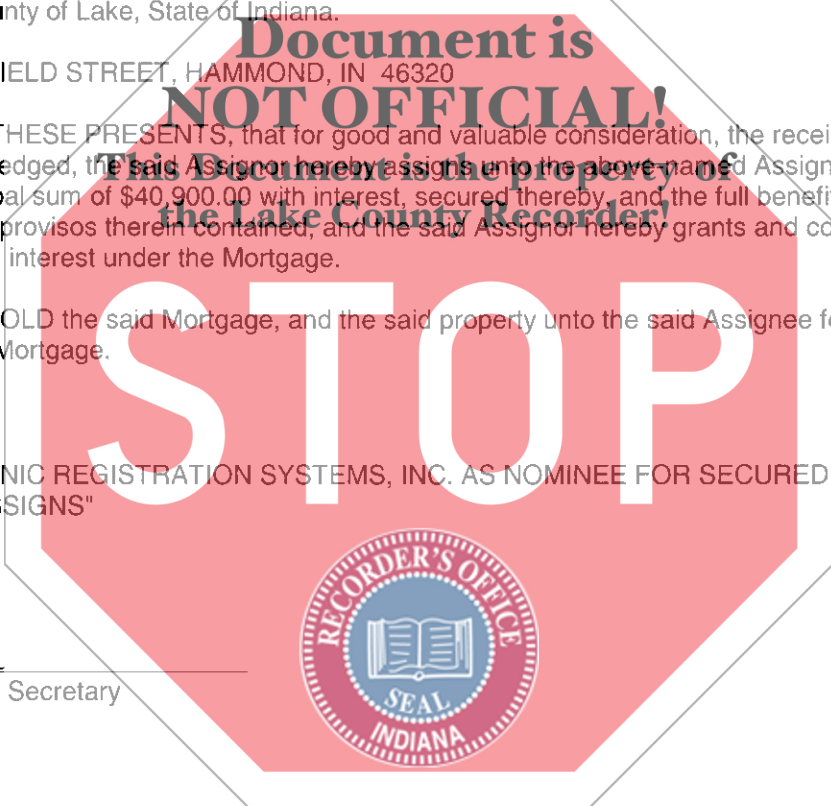 nty of Lake, State of Indiana.
Document is
IELD STREET, HAMMOND, IN 46320
NOT OFFICIAL!
HESE PRESENTS, that for good and valuable consideration, the recei
edged, the said Assignor hereby assigns unto the above-named Assign
This Document is the property of
al sum of $40,900.00 with interest, secured thereby, and the full benefi
the Lake County Recorder!
provisos therein contained, and the said Assignor hereby grants and co
interest under the Mortgage.
OLD the said Mortgage, and the said property unto the said Assignee fo
Mortgage.
STOP
NIC REGISTRATION SYSTEMS, INC. AS NOMINEE FOR SECURED
SIGNS"
RECORDER'S OFFICE
SEAL
INDIANA
Secretary